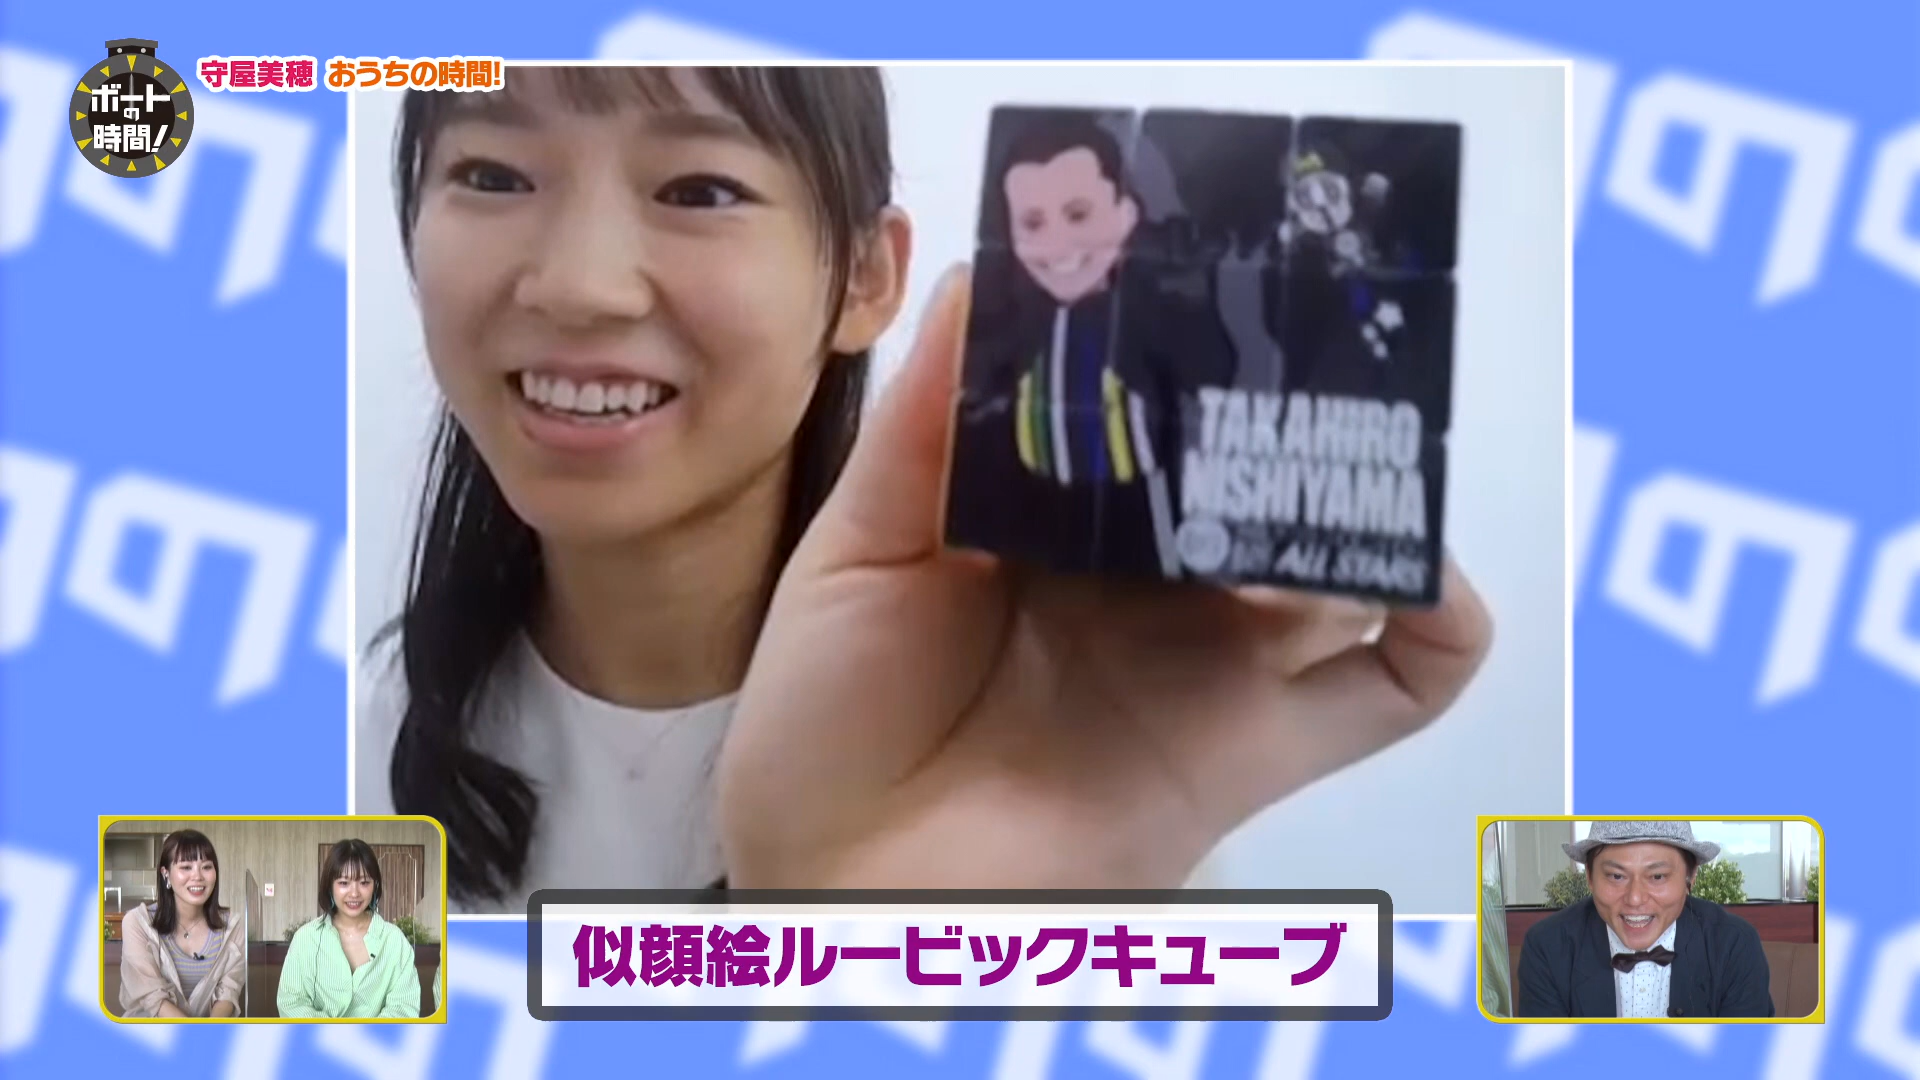 ボートの時間!
守屋美穂 おうちの時間!
TAKAHIRO
NISHIYAMA
ALL STARS
似顔絵ルービックキューブ